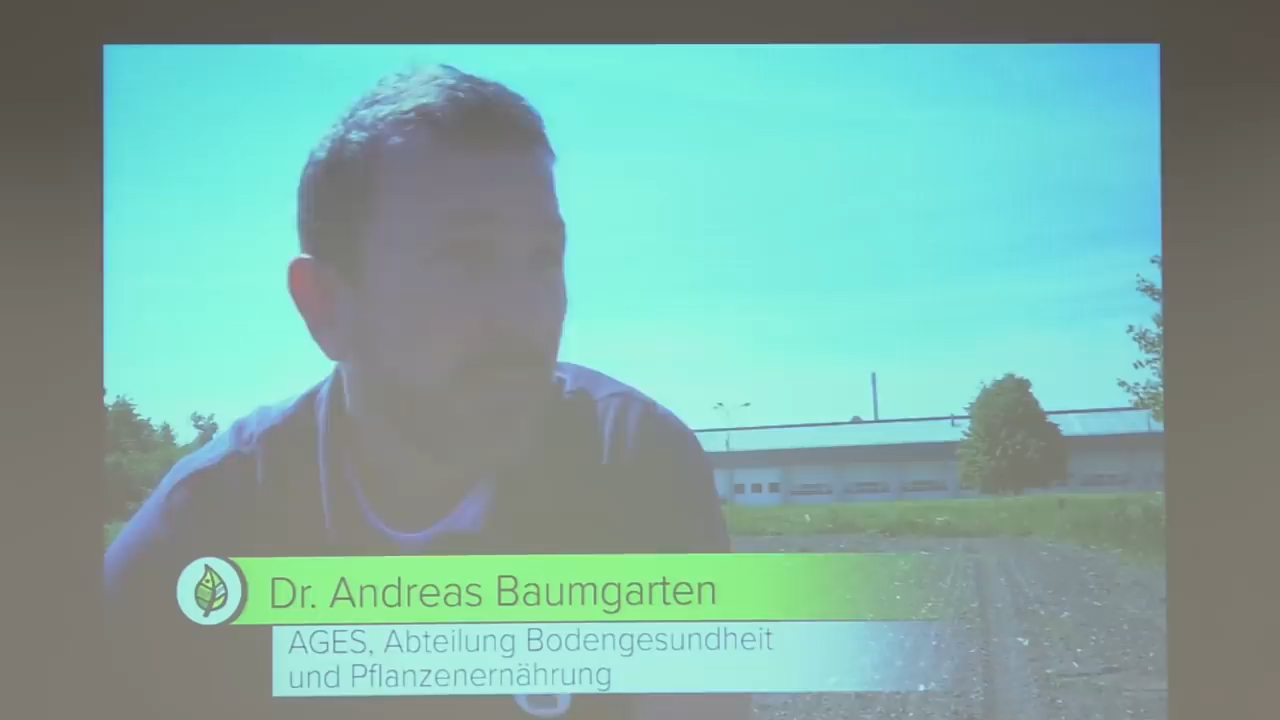 Dr. Andreas Baumgarten
AGES, Abteilung Bodengesundheit
und Pflanzenernährung